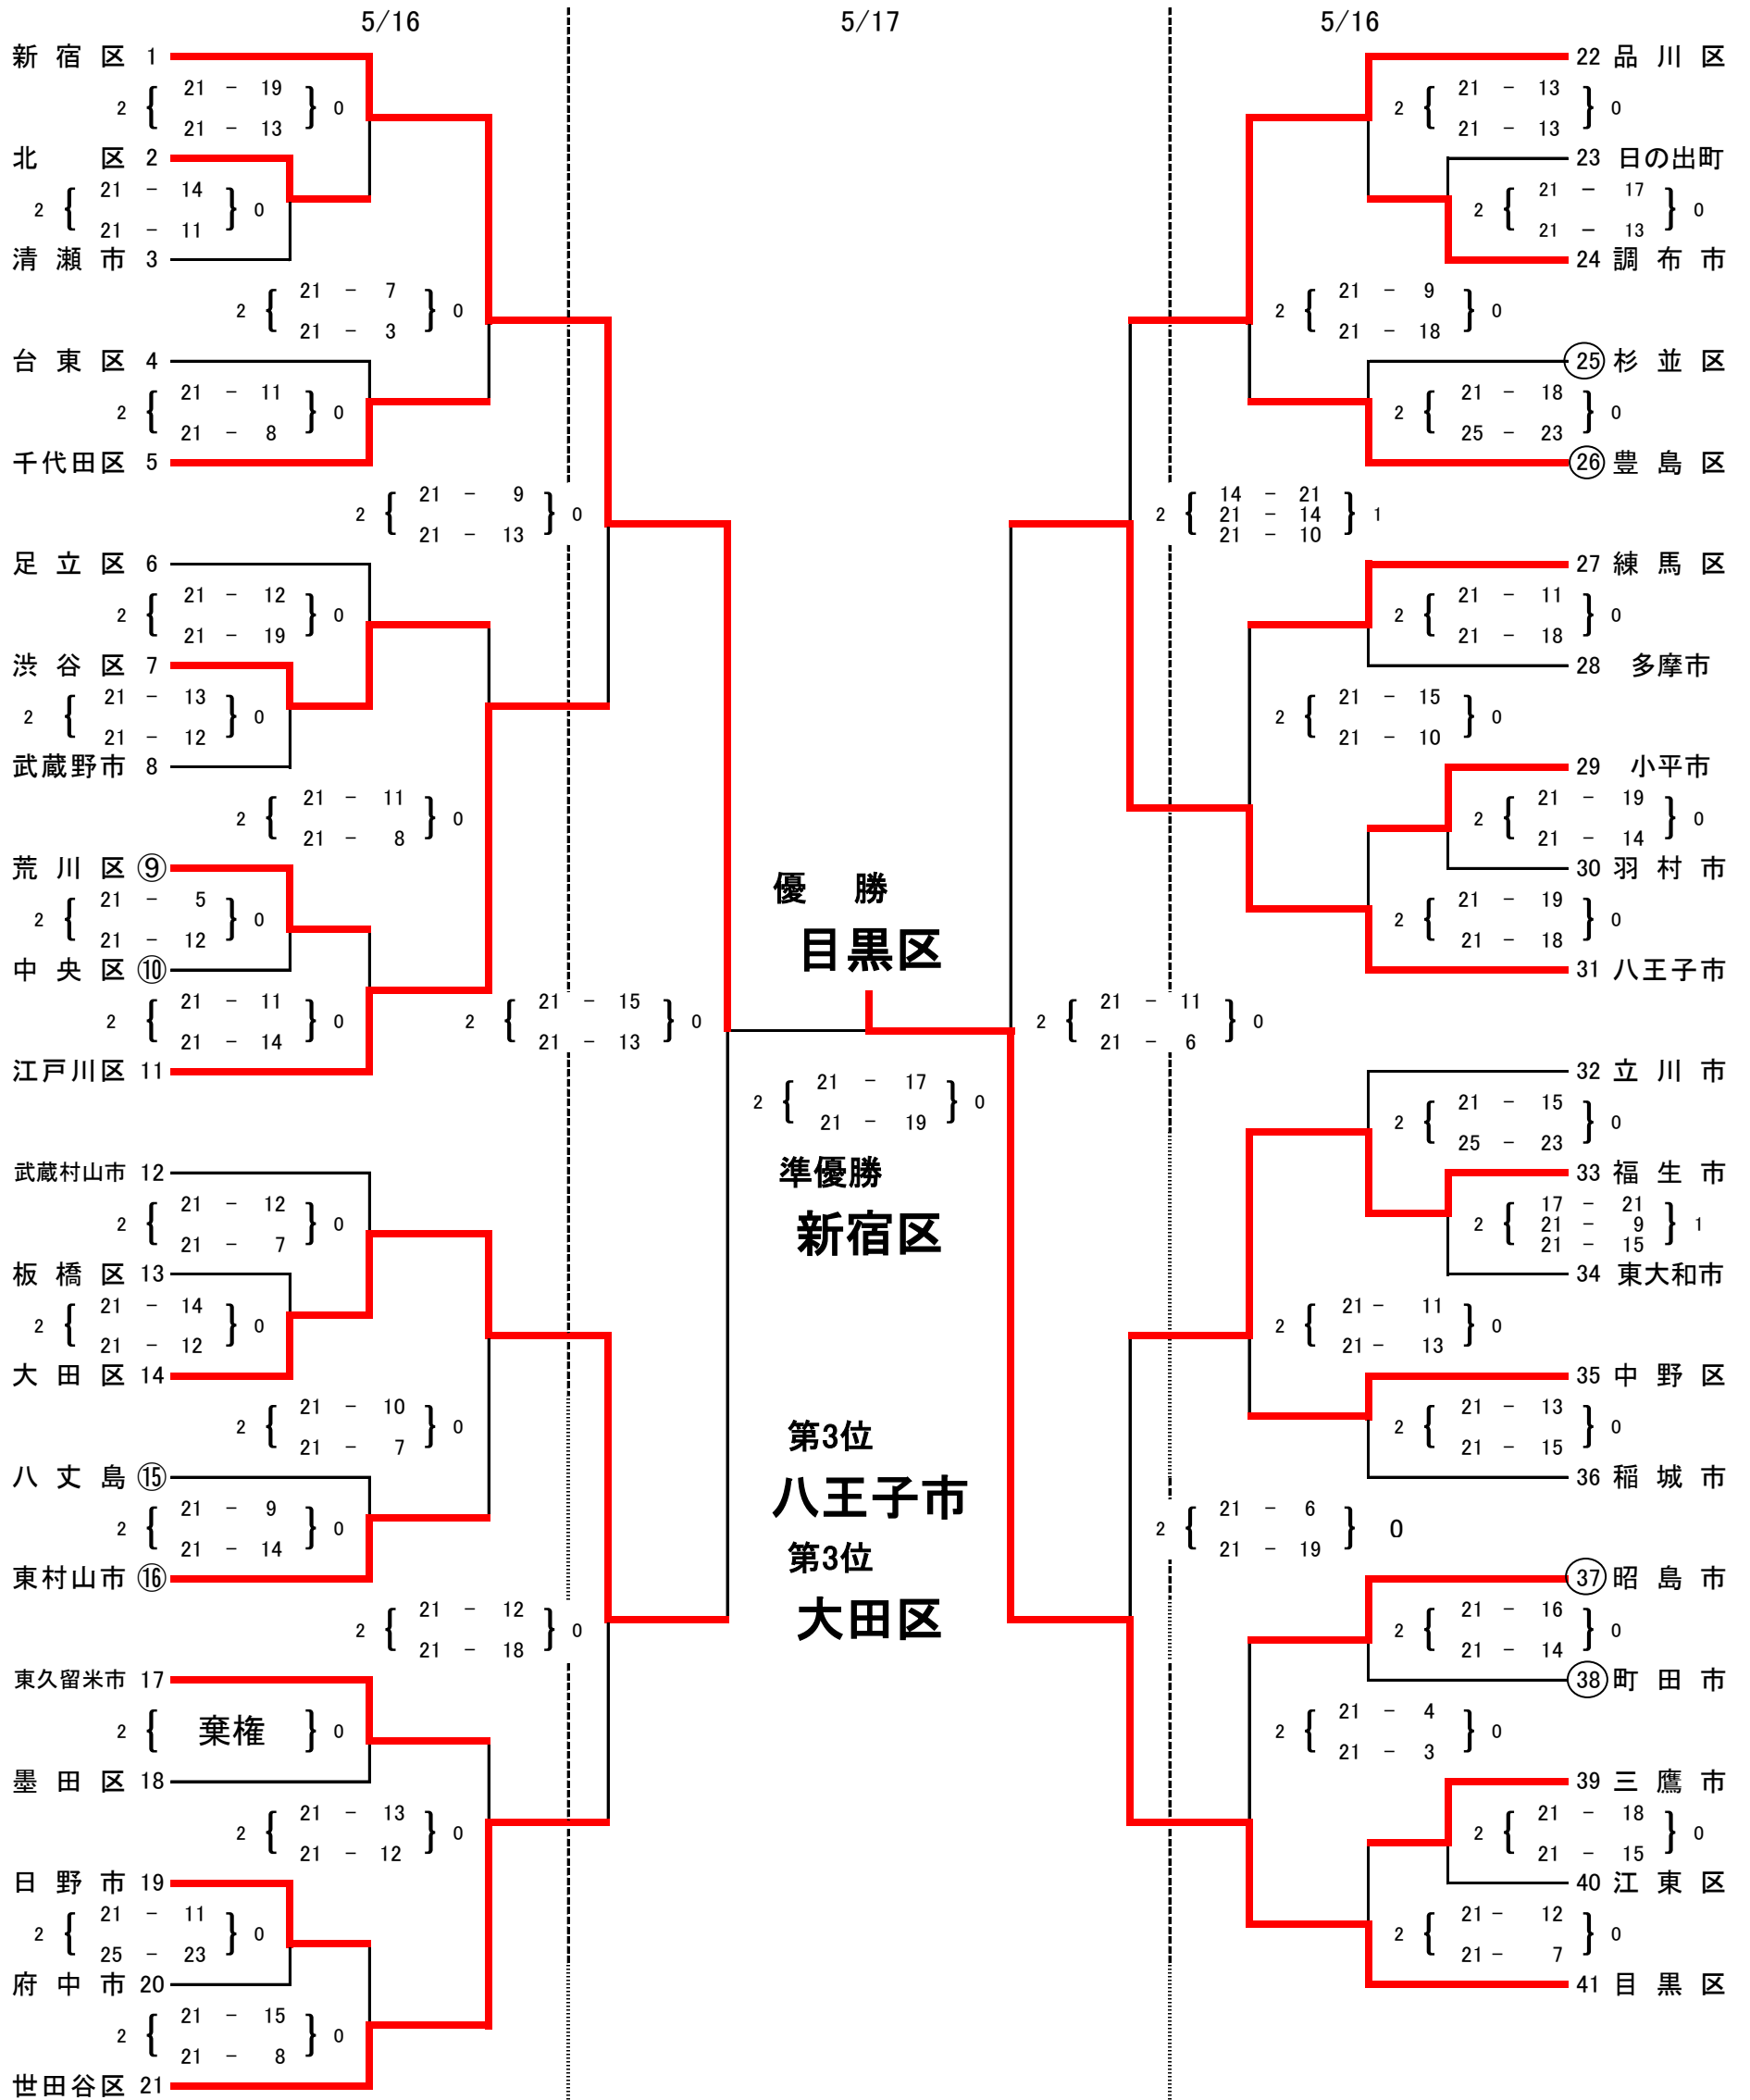 5/16 5/17 5/16
新宿区 1
2 { 21 - 19 } 0
21 - 13
北区 2
2 { 21 - 14 } 0
21 - 11
清瀬市 3
2 { 21 - 7 } 0
21 - 3
台東区 4
2 { 21 - 11 } 0
21 - 8
千代田区 5
2 { 21 - 9 } 0
21 - 13
足立区 6
2 { 21 - 12 } 0
21 - 19
渋谷区 7
2 { 21 - 13 } 0
21 - 12
武蔵野市 8
2 { 21 - 11 } 0
21 - 8
荒川区 ⑨
2 { 21 - 5 } 0
21 - 12
中央区 ⑩
2 { 21 - 11 } 0
21 - 14
江戸川区 11
2 { 21 - 15 } 0
21 - 13
武蔵村山市 12
2 { 21 - 12 } 0
21 - 7
板橋区 13
2 { 21 - 14 } 0
21 - 12
大田区 14
2 { 21 - 10 } 0
21 - 7
八丈島 ⑮
2 { 21 - 9 } 0
21 - 14
東村山市 ⑯
2 { 21 - 12 } 0
21 - 18
東久留米市 17
2 { 棄権 } 0
墨田区 18
2 { 21 - 13 } 0
21 - 12
日野市 19
2 { 21 - 11 } 0
25 - 23
府中市 20
2 { 21 - 15 } 0
21 - 8
世田谷区 21
優勝
目黒区
2 { 21 - 17 } 0
21 - 19
準優勝
新宿区
第3位
八王子市
第3位
大田区
22 品川区
2 { 21 - 13 } 0
21 - 13
23 日の出町
2 { 21 - 17 } 0
21 - 13
24 調布市
2 { 21 - 9 } 0
21 - 18
㉕ 杉並区
2 { 21 - 18 } 0
25 - 23
㉖ 豊島区
2 { 14 - 21 } 1
21 - 14
21 - 10
27 練馬区
2 { 21 - 11 } 0
21 - 18
28 多摩市
2 { 21 - 15 } 0
21 - 10
29 小平市
2 { 21 - 19 } 0
21 - 14
30 羽村市
2 { 21 - 19 } 0
21 - 18
31 八王子市
2 { 21 - 11 } 0
21 - 6
32 立川市
2 { 21 - 15 } 0
25 - 23
33 福生市
2 { 17 - 21 } 1
21 - 9
21 - 15
34 東大和市
2 { 21 - 11 } 0
21 - 13
35 中野区
2 { 21 - 13 } 0
21 - 15
36 稲城市
2 { 21 - 6 } 0
21 - 19
㊲ 昭島市
2 { 21 - 16 } 0
21 - 14
㊳ 町田市
2 { 21 - 4 } 0
21 - 3
39 三鷹市
2 { 21 - 18 } 0
21 - 15
40 江東区
2 { 21 - 12 } 0
21 - 7
41 目黒区